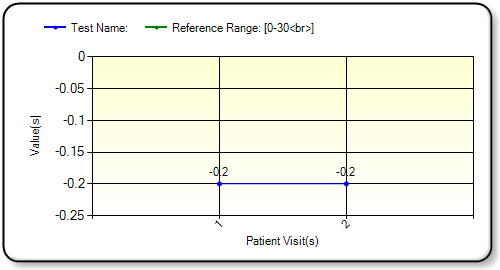 Test Name: Reference Range: [0-30<br>]
0
-0.05
-0.1
-0.15
-0.2
-0.25
Value(s)
-0.2 -0.2
1 2
Patient Visit(s)